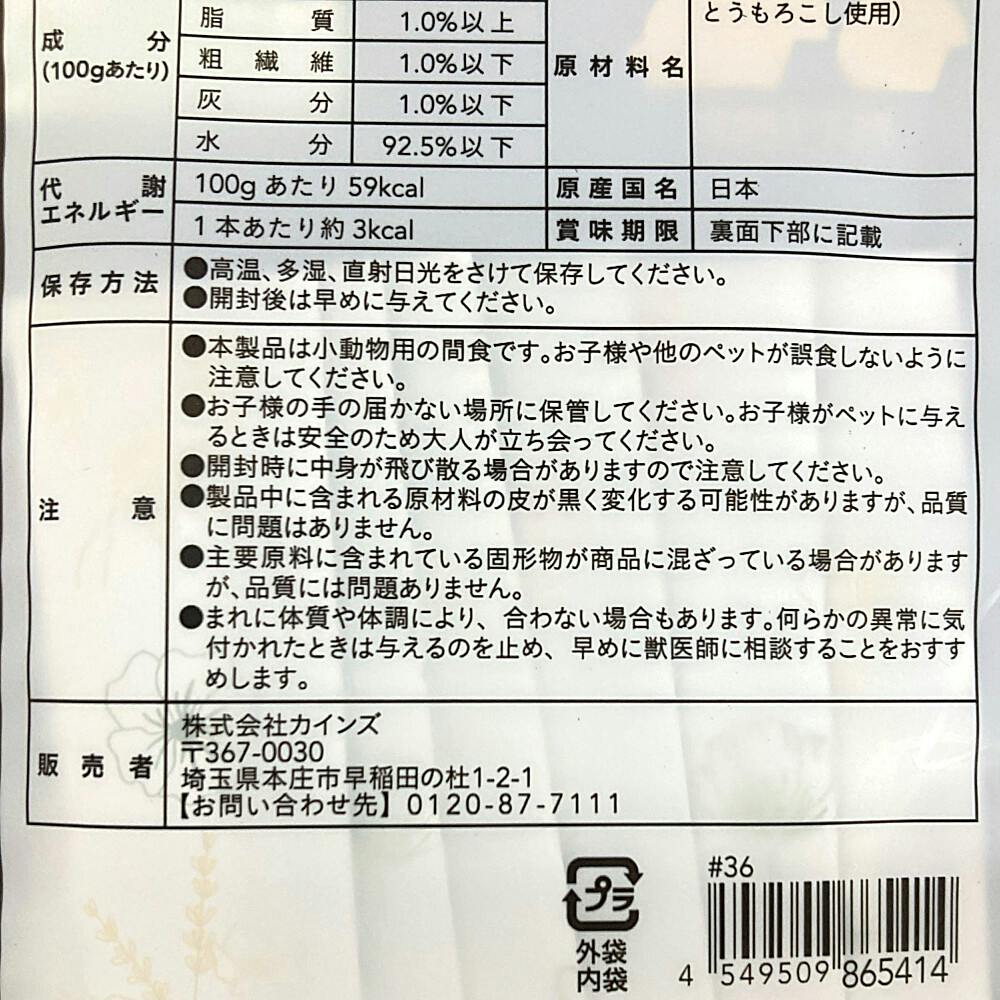 とうもろこし使用)
成分
(100gあたり)
脂質 1.0%以上
粗繊維 1.0%以下
灰分 1.0%以下
水分 92.5%以下
原材料名
代謝
エネルギー
100gあたり59kcal
1本あたり約3kcal
原産国名 日本
賞味期限 裏面下部に記載
保存方法
●高温、多湿、直射日光をさけて保存してください。
●開封後は早めに与えてください。
注意
●本製品は小動物用の間食です。お子様や他のペットが誤食しないように
注意してください。
●お子様の手の届かない場所に保管してください。お子様がペットに与え
るときは安全のため大人が立ち会ってください。
●開封時に中身が飛び散る場合がありますので注意してください。
●製品中に含まれる原材料の皮が黒く変化する可能性がありますが、品質
に問題はありません。
●主要原料に含まれている固形物が商品に混ざっている場合があります
が、品質には問題ありません。
●まれに体質や体調により、合わない場合もあります。何らかの異常に気
付かれたときは与えるのを止め、早めに獣医師に相談することをおすす
めします。
販売者
株式会社カインズ
〒367-0030
埼玉県本庄市早稲田の杜1-2-1
【お問い合わせ先】0120-87-7111
プラ
外袋
内袋
#36
4 549509 865414